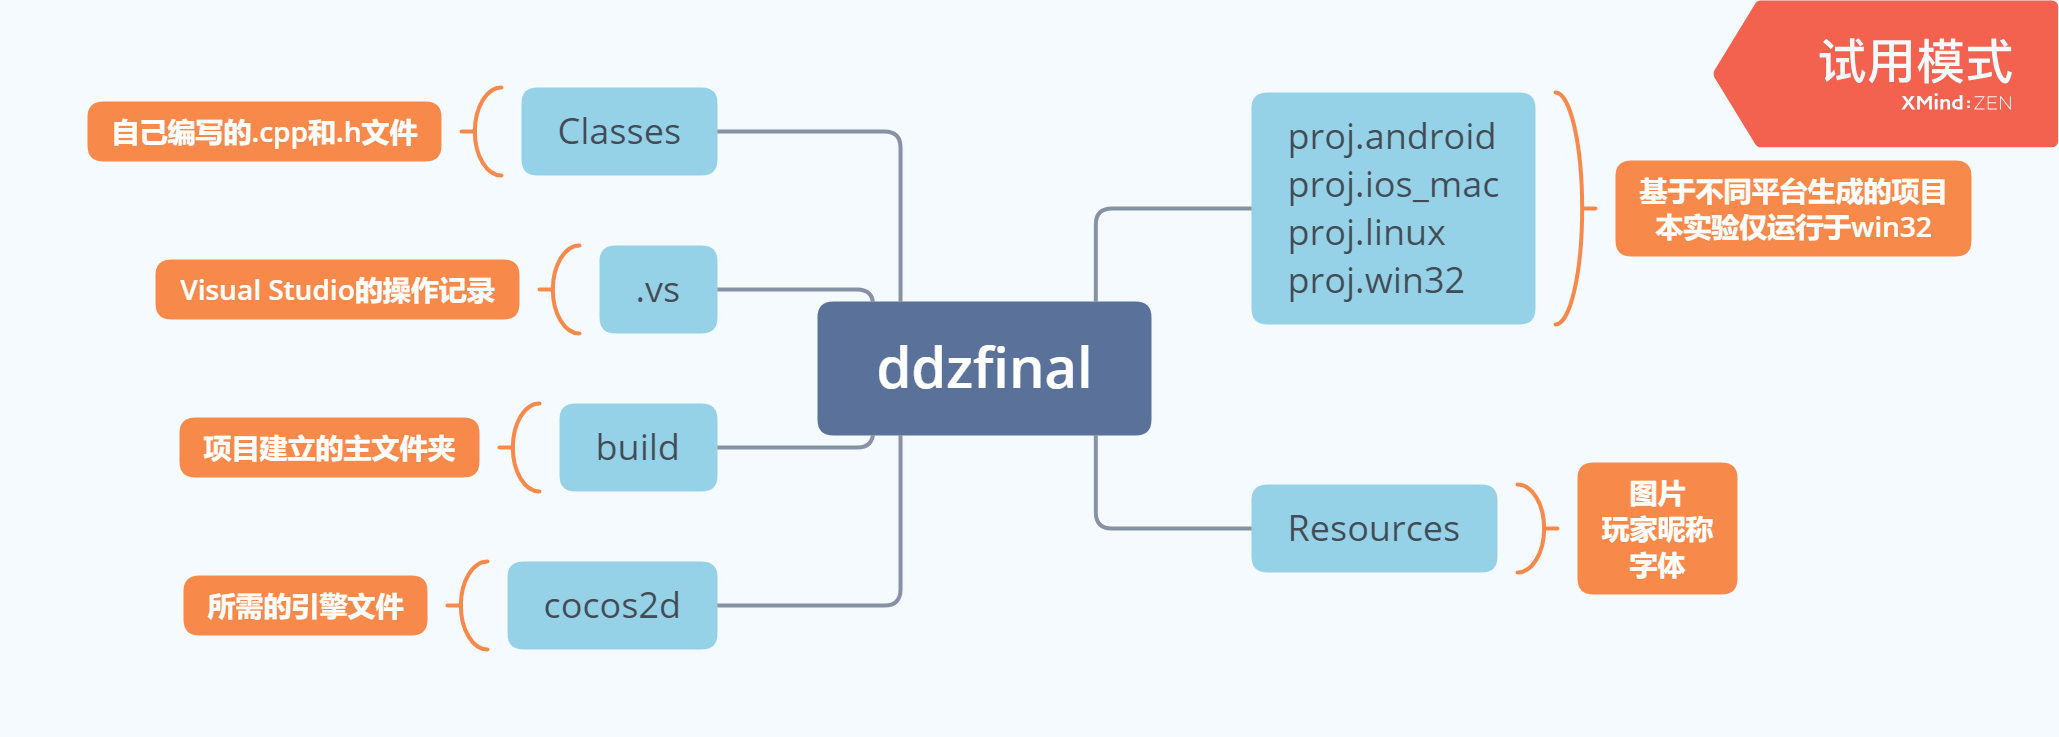 试用模式
XMind:ZEN
ddzfinal
proj.android
proj.ios_mac
proj.linux
proj.win32
基于不同平台生成的项目
本实验仅运行于win32
Resources
图片
玩家昵称
字体
Classes
自己编写的.cpp和.h文件
.vs
Visual Studio的操作记录
build
项目建立的主文件夹
cocos2d
所需的引擎文件